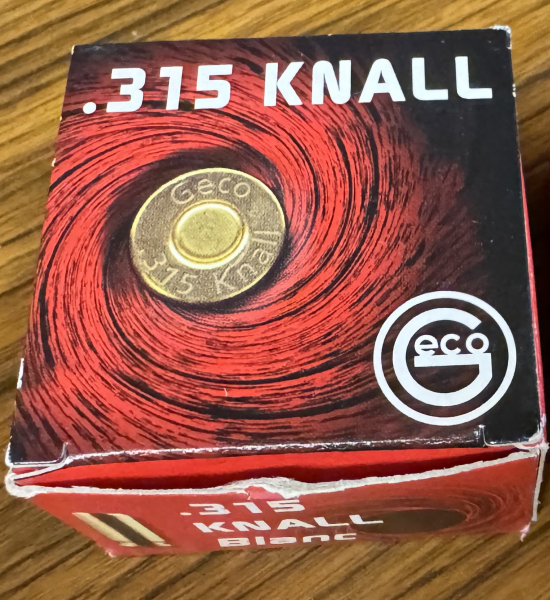 .315 KNALL
Geco
.315 Knall
Geco
.315
KNALL
Blanc